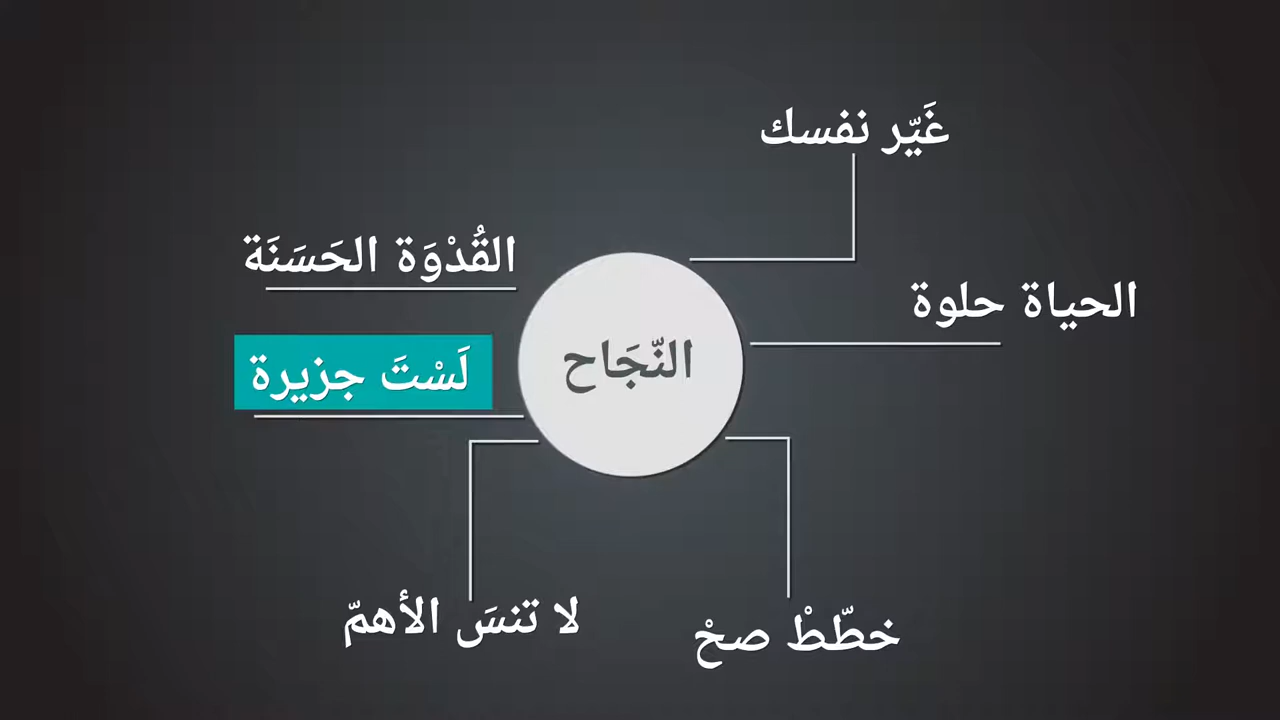 غَيّر نفسك
الحياة حلوة
القُدْوَة الحَسَنَة
النّجَاح
لَسْتَ جزيرة
لا تنسَ الأهمّ
خطّطْ صحْ